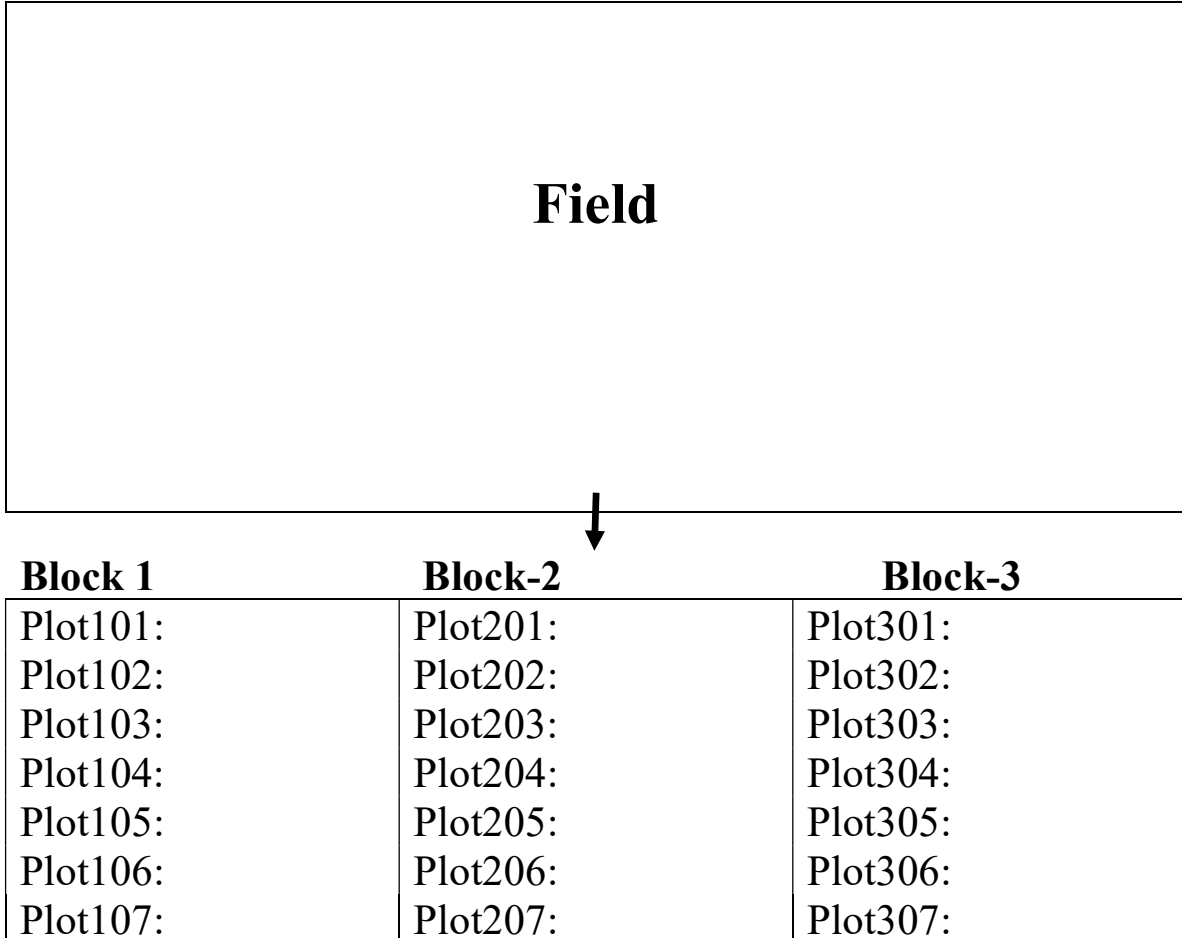 Field
Block 1 Block-2 Block-3
Plot101: Plot201: Plot301:
Plot102: Plot202: Plot302:
Plot103: Plot203: Plot303:
Plot104: Plot204: Plot304:
Plot105: Plot205: Plot305:
Plot106: Plot206: Plot306:
Plot107: Plot207: Plot307: